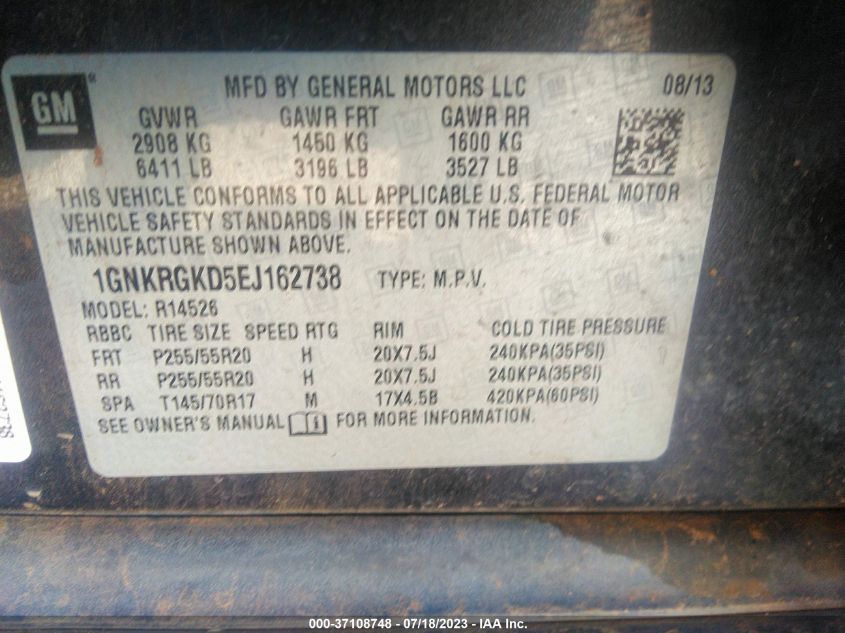 GM
MFD BY GENERAL MOTORS LLC 08/13
GVWR GAWR FRT GAWR RR
2908 KG 1450 KG 1600 KG
6411 LB 3196 LB 3527 LB
THIS VEHICLE CONFORMS TO ALL APPLICABLE U.S. FEDERAL MOTOR
VEHICLE SAFETY STANDARDS IN EFFECT ON THE DATE OF
MANUFACTURE SHOWN ABOVE.
1GNKRGKD5EJ162738 TYPE: M.P.V.
MODEL: R14526
RBBC TIRE SIZE SPEED RTG RIM COLD TIRE PRESSURE
FRT P255/55R20 H 20X7.5J 240KPA(35PSI)
RR P255/55R20 H 20X7.5J 240KPA(35PSI)
SPA T145/70R17 M 17X4.5B 420KPA(60PSI)
SEE OWNER'S MANUAL FOR MORE INFORMATION.
000-37108748 - 07/18/2023 - IAA Inc.